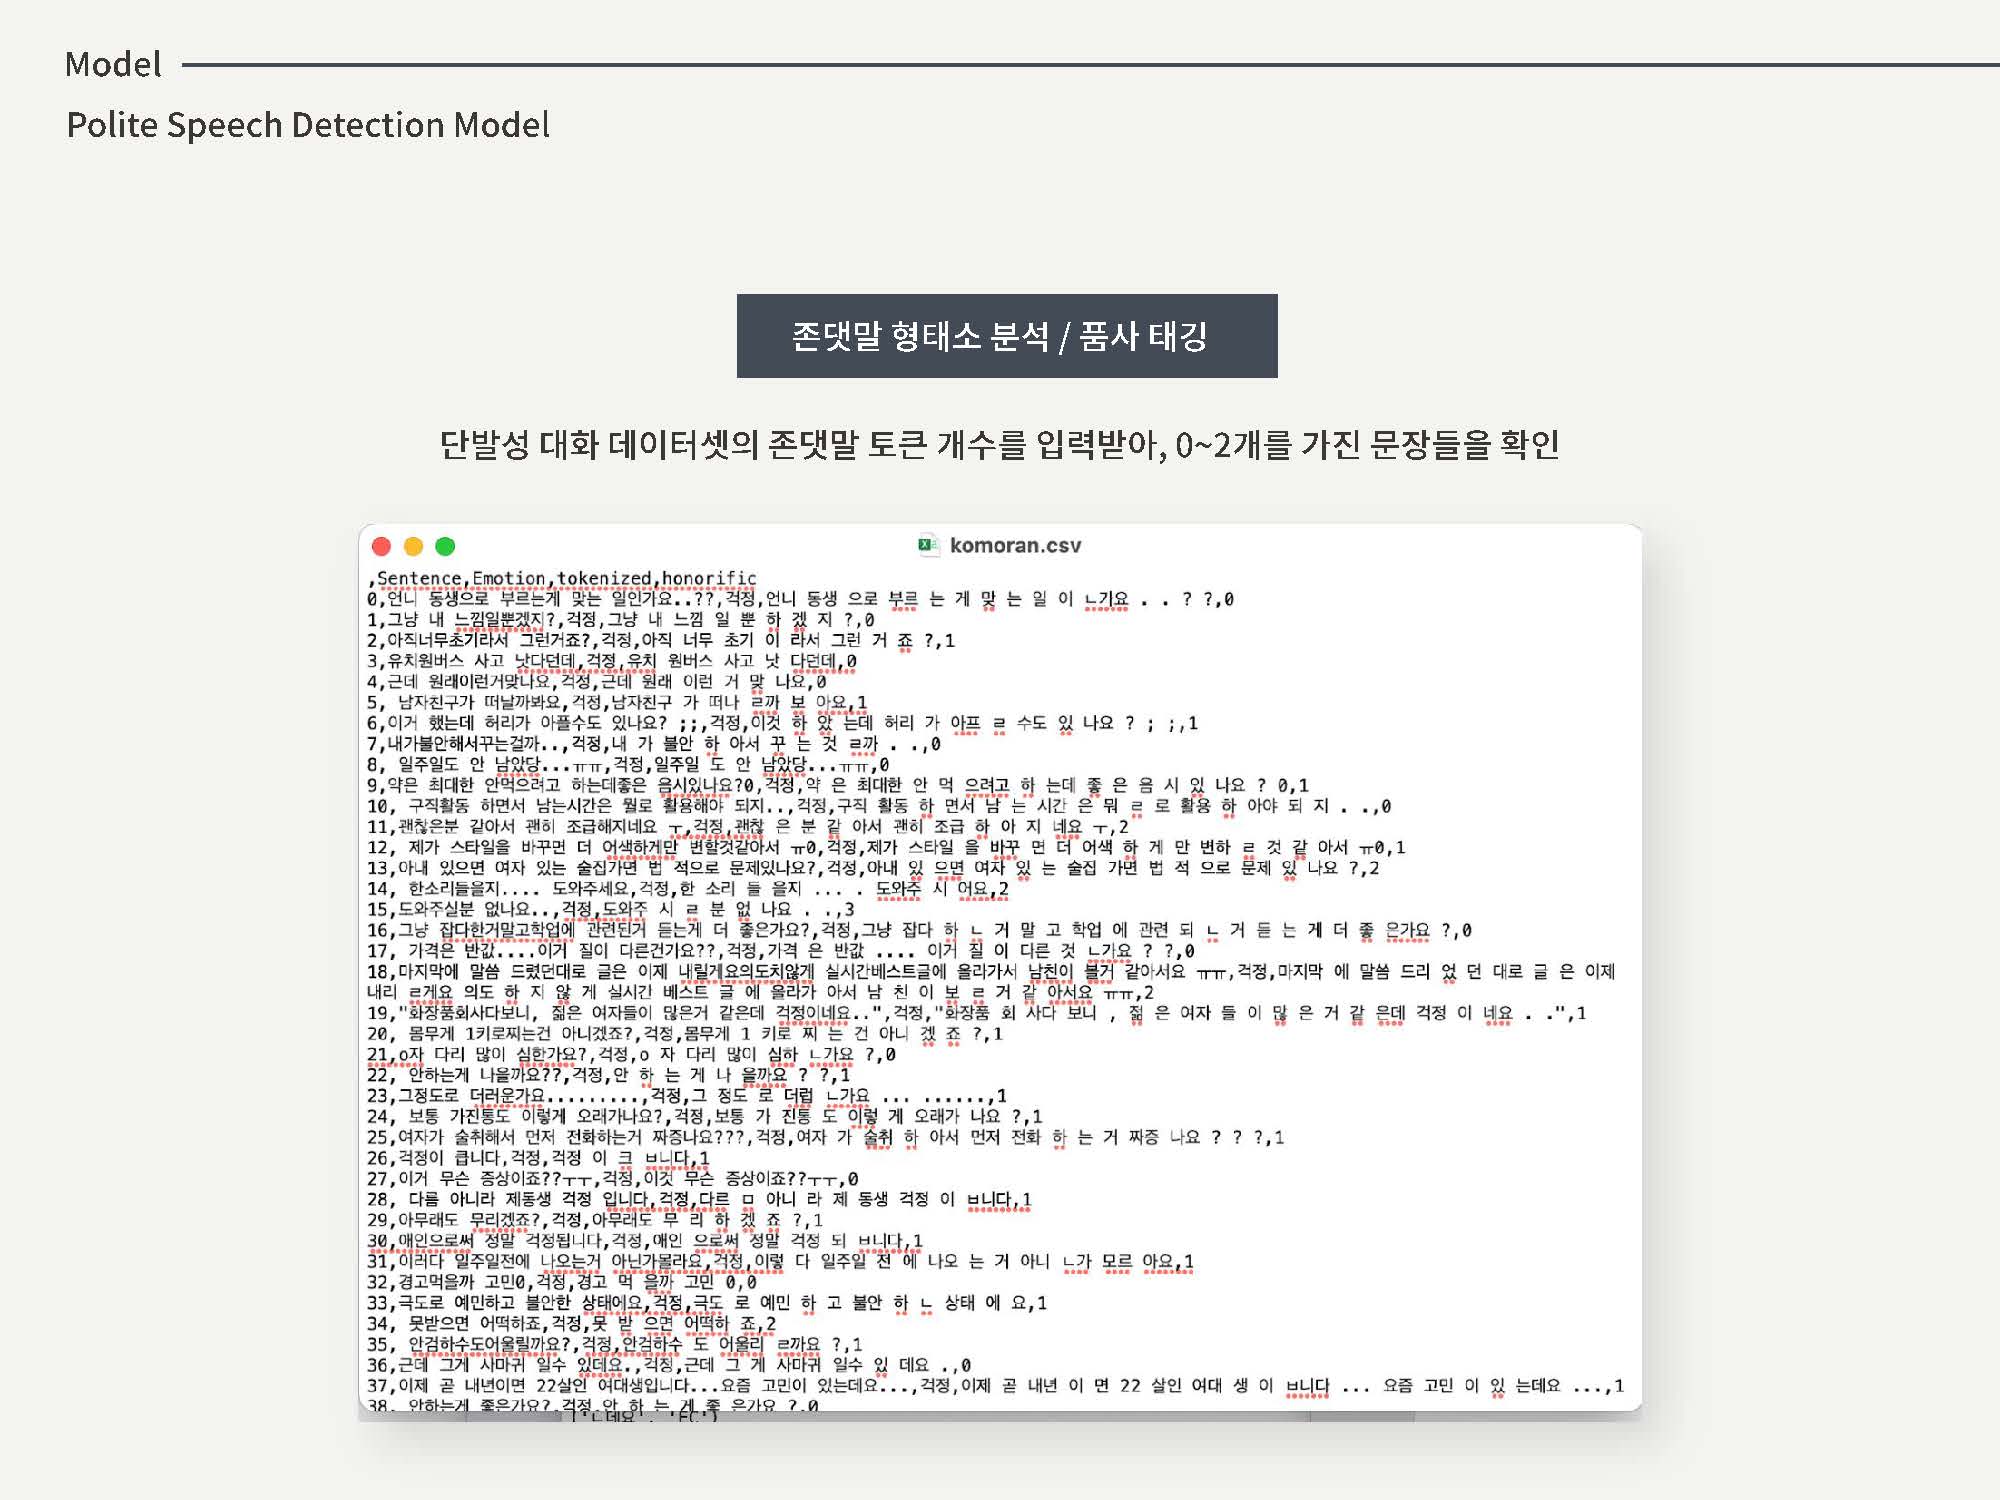 Model
Polite Speech Detection Model
존댓말 형태소 분석 / 품사 태깅
단발성 대화 데이터셋의 존댓말 토큰 개수를 입력받아, 0~2개를 가진 문장들을 확인
komoran.csv
,Sentence,Emotion,tokenized,honorific
0,언니 동생으로 부르는게 맞는 일인가요..??,걱정,언니 동생 으로 부르 는 게 맞 는 일 이 ㄴ가요 . . ? ?,0
1,그냥 내 느낌일뿐겠지?,걱정,그냥 내 느낌 일 뿐 하 겠 지 ?,0
2,아직너무초기라서 그런거죠?,걱정,아직 너무 초기 이 라서 그런 거 죠 ?,1
3,유치원버스 사고 낫다던데,걱정,유치 원버스 사고 낫 다던데,0
4,근데 원래이런거맞나요,걱정,근데 원래 이런 거 맞 나요,0
5, 남자친구가 떠날까봐요,걱정,남자친구 가 떠나 ㄹ까 보 아요,1
6,이거 했는데 허리가 아플수도 있나요? ;;,걱정,이것 하 았 는데 허리 가 아프 ㄹ 수도 있 나요 ? ; ;,1
7,내가불안해서꾸는걸까..,걱정,내 가 불안 하 아서 꾸 는 것 ㄹ까 . .,0
8, 일주일도 안 남았당...ㅠㅠ,걱정,일주일 도 안 남았당...ㅠㅠ,0
9,약은 최대한 안먹으려고 하는데좋은 음시있나요?0,걱정,약 은 최대한 안 먹 으려고 하 는데 좋 은 음 시 있 나요 ? 0,1
10, 구직활동 하면서 남는시간은 뭘로 활용해야 되지..,걱정,구직 활동 하 면서 남 는 시간 은 뭐 ㄹ 로 활용 하 아야 되 지 . .,0
11,괜찮은분 같아서 괜히 조급해지네요 ㅜ,걱정,괜찮 은 분 같 아서 괜히 조급 하 아 지 네요 ㅜ,2
12, 제가 스타일을 바꾸먼 더 어색하게만 변할것같아서 ㅠ0,걱정,제가 스타일 을 바꾸 먼 더 어색 하 게 만 변하 ㄹ 것 같 아서 ㅠ0,1
13,아내 있으면 여자 있는 술집가면 법 적으로 문제있나요?,걱정,아내 있 으면 여자 있 는 술집 가면 법 적 으로 문제 있 나요 ?,2
14, 한소리들을지.... 도와주세요,걱정,한 소리 들 을지 ... . 도와주 시 어요,2
15,도와주실분 없나요..,걱정,도와주 시 ㄹ 분 없 나요 . .,3
16,그냥 잡다한거말고학업에 관련된거 듣는게 더 좋은가요?,걱정,그냥 잡다 하 ㄴ 거 말 고 학업 에 관련 되 ㄴ 거 듣 는 게 더 좋 은가요 ?,0
17, 가격은 반값....이거 질이 다른건가요??,걱정,가격 은 반값 .... 이거 질 이 다른 것 ㄴ가요 ? ?,0
18,마지막에 말씀 드렸던대로 글은 이제 내릴게요의도치않게 실시간베스트글에 올라가서 남친이 볼거 같아서요 ㅠㅠ,걱정,마지막 에 말씀 드리 었 던 대로 글 은 이제
내리 ㄹ게요 의도 하 지 않 게 실시간 베스트 글 에 올라가 아서 남 친 이 보 ㄹ 거 같 아서요 ㅠㅠ,2
19,"화장품회사다보니, 젊은 여자들이 많은거 같은데 걱정이네요..",걱정,"화장품 회 사다 보니 , 젊 은 여자 들 이 많 은 거 같 은데 걱정 이 네요 . .",1
20, 몸무게 1키로찌는건 아니겠죠?,걱정,몸무게 1 키로 찌 는 건 아니 겠 죠 ?,1
21,o자 다리 많이 심한가요?,걱정,o 자 다리 많이 심하 ㄴ가요 ?,0
22, 안하는게 나을까요??,걱정,안 하 는 게 나 을까요 ? ?,1
23,그정도로 더러운가요.........,걱정,그 정도 로 더럽 ㄴ가요 ... ......,1
24, 보통 가진통도 이렇게 오래가나요?,걱정,보통 가 진통 도 이렇 게 오래가 나요 ?,1
25,여자가 술취해서 먼저 전화하는거 짜증나요???,걱정,여자 가 술취 하 아서 먼저 전화 하 는 거 짜증 나요 ? ? ?,1
26,걱정이 큽니다,걱정,걱정 이 크 ㅂ니다,1
27,이거 무슨 증상이죠??ㅜㅜ,걱정,이것 무슨 증상이죠??ㅜㅜ,0
28, 다름 아니라 제동생 걱정 입니다,걱정,다르 ㅁ 아니 라 제 동생 걱정 이 ㅂ니다,1
29,아무래도 무리겠죠?,걱정,아무래도 무 리 하 겠 죠 ?,1
30,애인으로써 정말 걱정됩니다,걱정,애인 으로써 정말 걱정 되 ㅂ니다,1
31,이러다 일주일전에 나오는거 아닌가몰라요,걱정,이렇 다 일주일 전 에 나오 는 거 아니 ㄴ가 모르 아요,1
32,경고먹을까 고민0,걱정,경고 먹 을까 고민 0,0
33,극도로 예민하고 불안한 상태에요,걱정,극도 로 예민 하 고 불안 하 ㄴ 상태 에 요,1
34, 못받으면 어떡하죠,걱정,못 받 으면 어떡하 죠,2
35, 안검하수도어울릴까요?,걱정,안검하수 도 어울리 ㄹ까요 ?,1
36,근데 그게 사마귀 일수 있데요.,걱정,근데 그 게 사마귀 일수 있 데요 .,0
37,이제 곧 내년이면 22살인 여대생입니다...요즘 고민이 있는데요...,걱정,이제 곧 내년 이 면 22 살인 여대 생 이 ㅂ니다 ... 요즘 고민 이 있 는데요 ...,1
38, 안하는게 좋은가요?,걱정,안 하 는 게 좋 은가요 ?,0